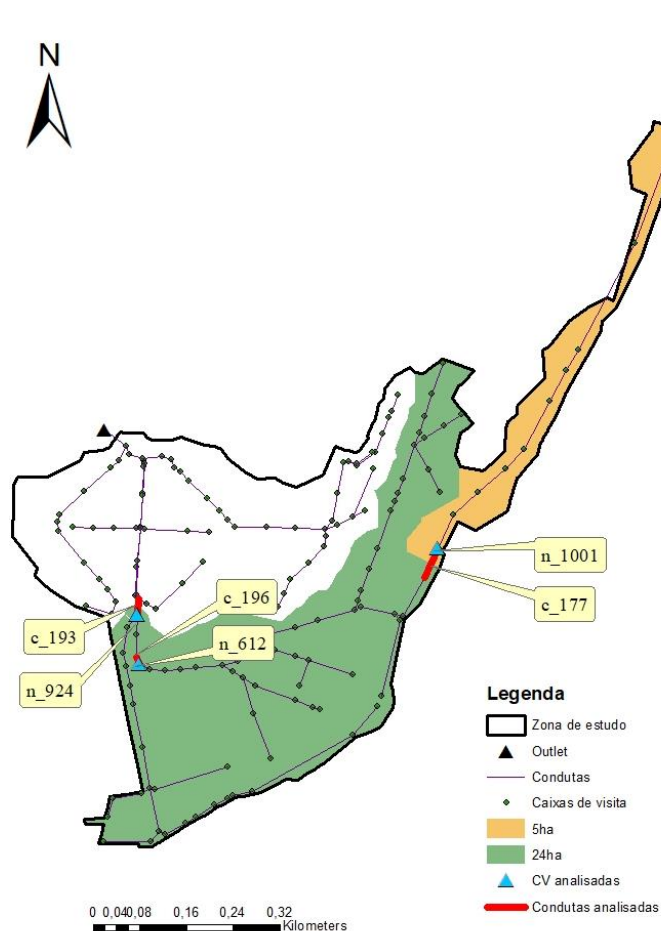 N
n_1001
c_196
c_177
c_193
n_612
n_924
Legenda
Zona de estudo
Outlet
Condutas
Caixas de visita
5ha
24ha
CV analisadas
Condutas analisadas
0 0,040,08 0,16 0,24 0,32
Kilometers